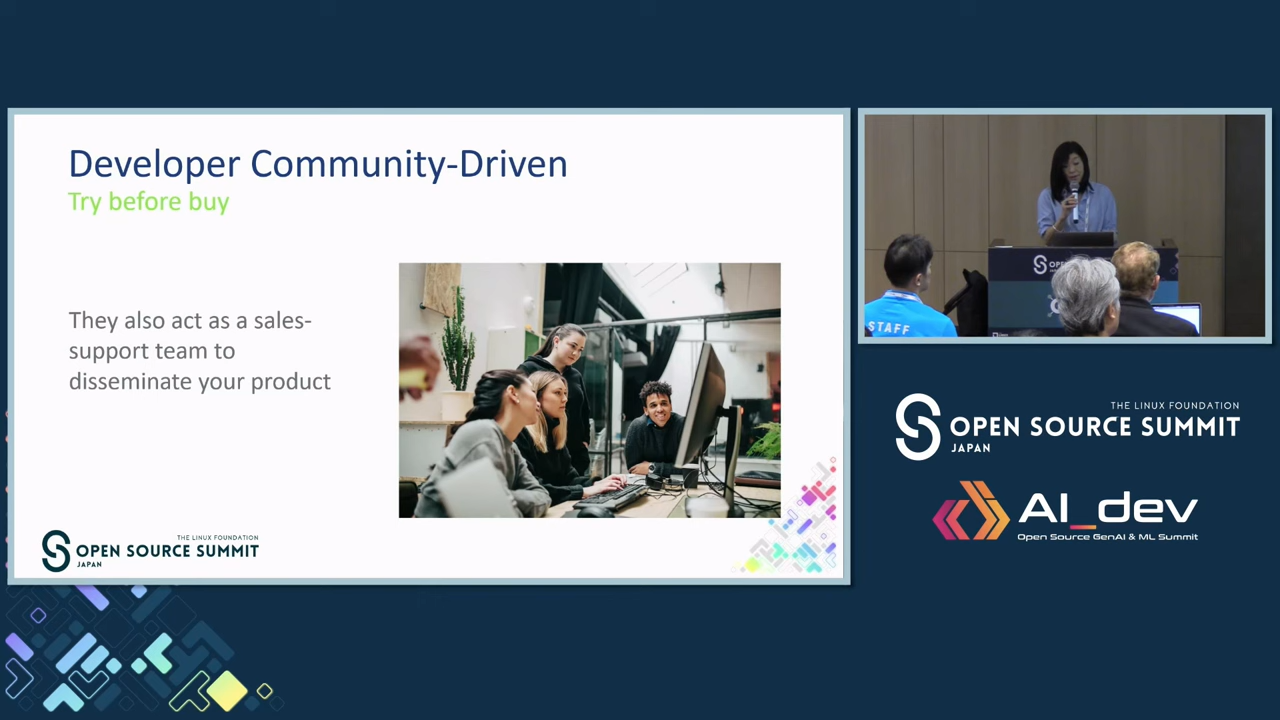 Developer Community-Driven
Try before buy
They also act as a sales-
support team to
disseminate your product
THE LINUX FOUNDATION
OPEN SOURCE SUMMIT
JAPAN
STAFF
THE LINUX FOUNDATION
OPEN SOURCE SUMMIT
JAPAN
AI_dev
Open Source GenAI & ML Summit